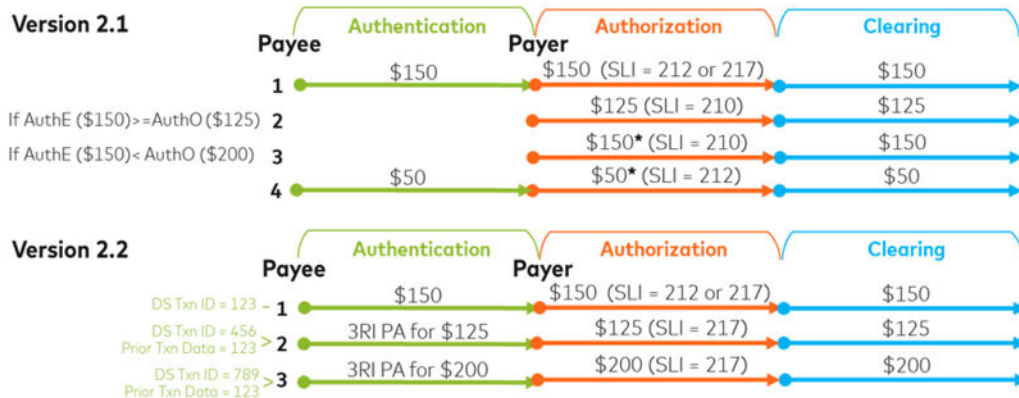 Version 2.1
Authentication Authorization Clearing
Payee Payer
1 $150 $150 (SLI = 212 or 217) $150
If AuthE ($150)>=AuthO ($125) 2 $125 (SLI = 210) $125
If AuthE ($150)< AuthO ($200) 3 $150* (SLI = 210) $150
4 $50 $50* (SLI = 212) $50
Version 2.2
Authentication Authorization Clearing
Payee Payer
DS Txn ID = 123 1 $150 $150 (SLI = 212 or 217) $150
DS Txn ID = 456
Prior Txn Data = 123 2 3RI PA for $125 $125 (SLI = 217) $125
DS Txn ID = 789
Prior Txn Data = 123 3 3RI PA for $200 $200 (SLI = 217) $200